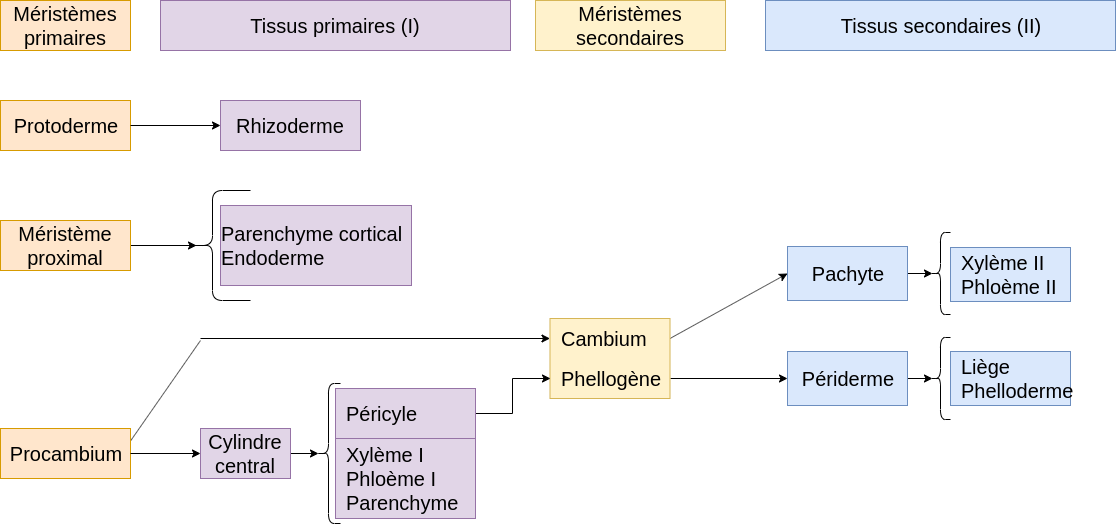 Méristèmes
primaires
Tissus primaires (I)
Méristèmes
secondaires
Tissus secondaires (II)
Protoderme
Rhizoderme
Méristème
proximal
Parenchyme cortical
Endoderme
Pachyte
Xylème II
Phloème II
Cambium
Phellogène
Périderme
Liège
Phelloderme
Procambium
Cylindre
central
Péricyle
Xylème I
Phloème I
Parenchyme